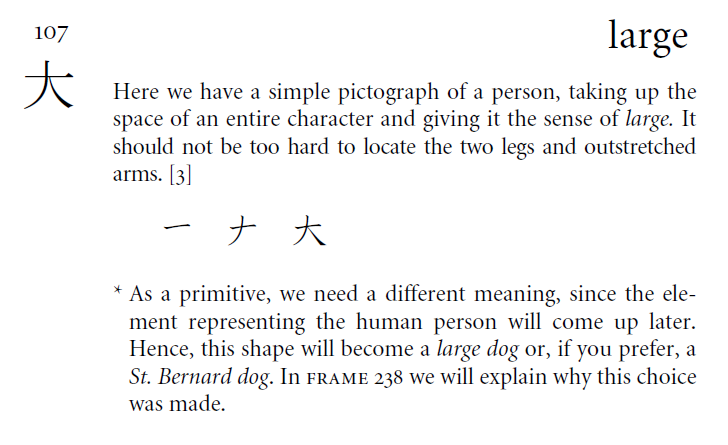 107
large
大
Here we have a simple pictograph of a person, taking up the
space of an entire character and giving it the sense of large. It
should not be too hard to locate the two legs and outstretched
arms. [3]
一 ナ 大
* As a primitive, we need a different meaning, since the ele-
ment representing the human person will come up later.
Hence, this shape will become a large dog or, if you prefer, a
St. Bernard dog. In FRAME 238 we will explain why this choice
was made.